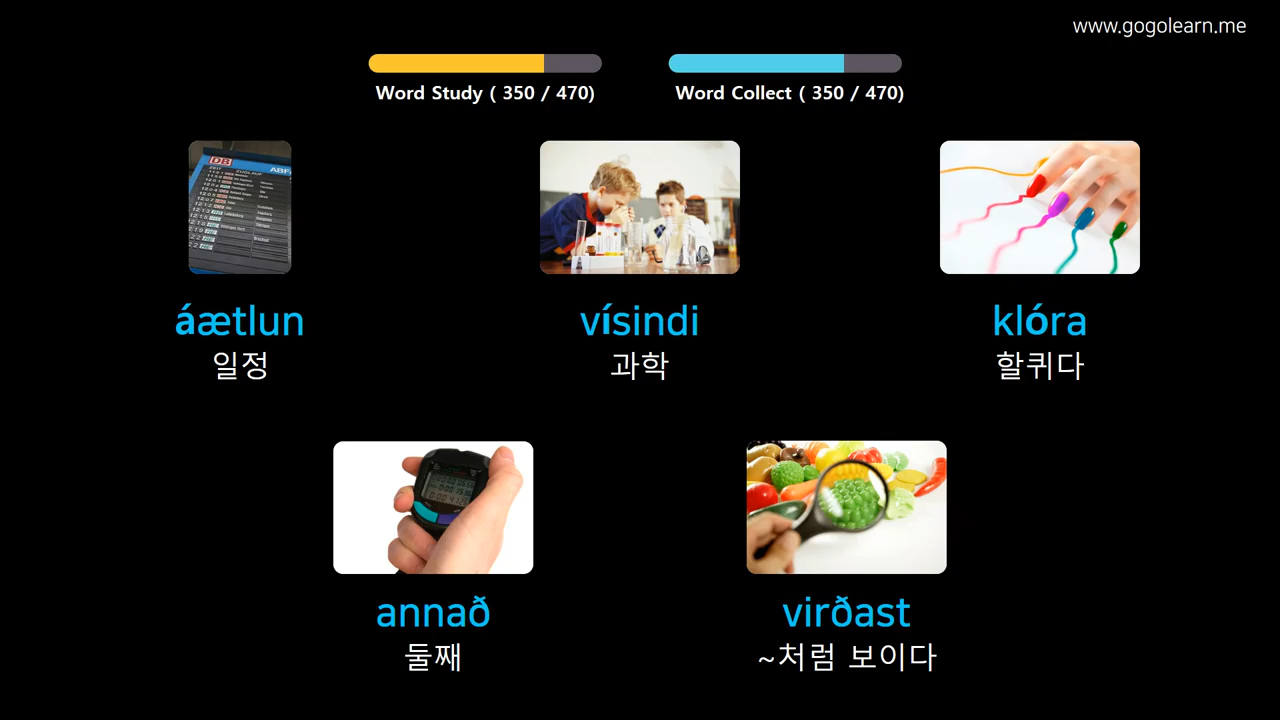 www.gogolearn.me
Word Study ( 350 / 470)
Word Collect ( 350 / 470)
DB
áætlun
일정
vísindi
과학
klóra
할퀴다
annað
둘째
virðast
~처럼 보이다